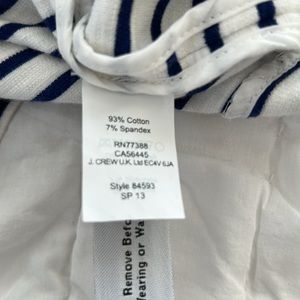 93% Cotton
7% Spandex
RN77388
CA56445
J. CREW U.K. Ltd EC4V 6JA
Style 84593
SP 13
Remove Befo
Wearing or Wa